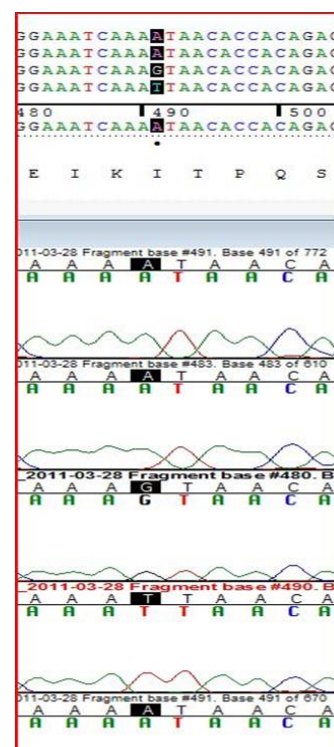 GGAAATCAAAATAACACCACAGAC
GGAAATCAAAATAACACCACAGAC
GGAAATCAAAGTAACACCACAGAC
GGAAATCAAATTAACACCACAGAC
480 490 500
GGAAATCAAAATAACACCACAGAC
E I K I T P Q S
011-03-28 Fragment base #491. Base 491 of 772
A A A A T A A C A
A A A A T A A C A
011-03-28 Fragment base #483. Base 483 of 610
A A A A T A A C A
A A A A T A A C A
_2011-03-28 Fragment base #480. B
A A A G T A A C A
A A A G T A A C A
_2011-03-28 Fragment base #490. B
A A A T T A A C A
A A A T T A A C A
011-03-28 Fragment base #491. Base 491 of 670
A A A A T A A C A
A A A A T A A C A